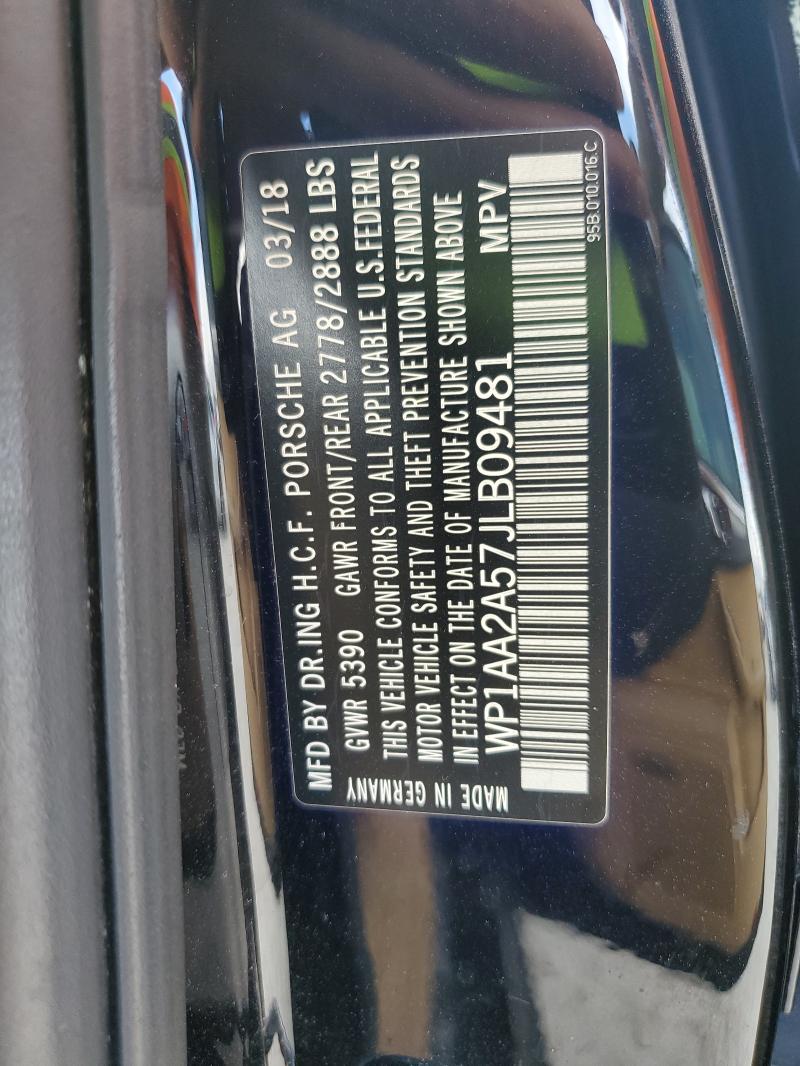 MFD BY DR.ING H.C.F. PORSCHE AG 03/18
GVWR 5390 GAWR FRONT/REAR 2778/2888 LBS
THIS VEHICLE CONFORMS TO ALL APPLICABLE U.S.FEDERAL
MOTOR VEHICLE SAFETY AND THEFT PREVENTION STANDARDS
IN EFFECT ON THE DATE OF MANUFACTURE SHOWN ABOVE
WP1AA2A57JLB09481 MPV
MADE IN GERMANY
95B.010.016.C